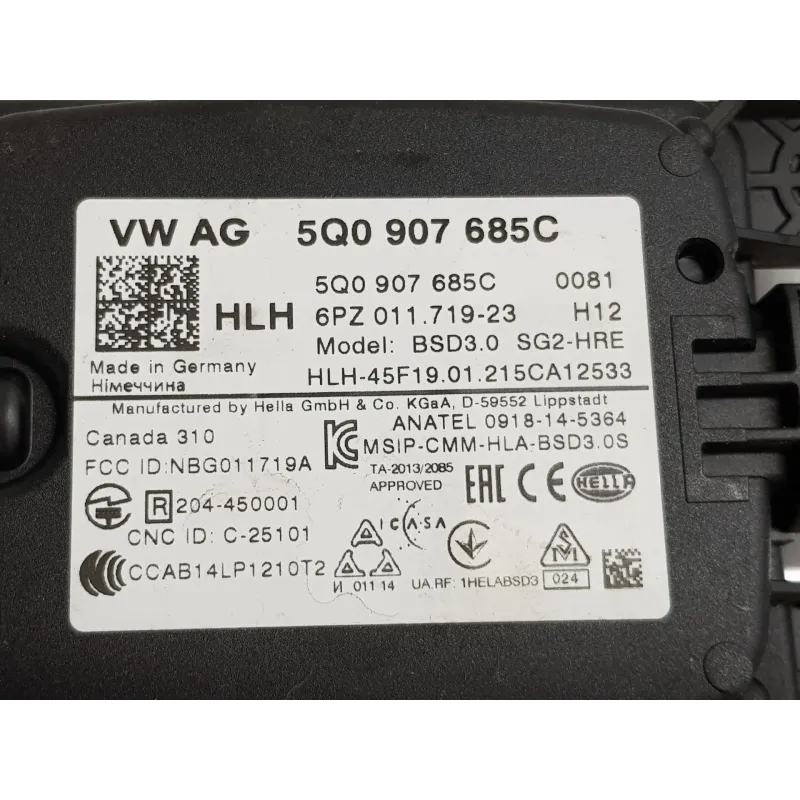 VW AG 5Q0 907 685C
5Q0 907 685C 0081
HLH 6PZ 011.719-23 H12
Model: BSD3.0 SG2-HRE
Made in Germany
Німеччина
HLH-45F19.01.215CA12533
Manufactured by Hella GmbH & Co. KGaA, D-59552 Lippstadt
ANATEL 0918-14-5364
Canada 310
MSIP-CMM-HLA-BSD3.0S
FCC ID:NBG011719A
TA-2013/2085
APPROVED
EAC CE HELLA
R 204-450001
CNC ID: C-25101
ICASA
CCAB14LP1210T2
И 011 14
UA.RF: 1HELABSD3
SM
024